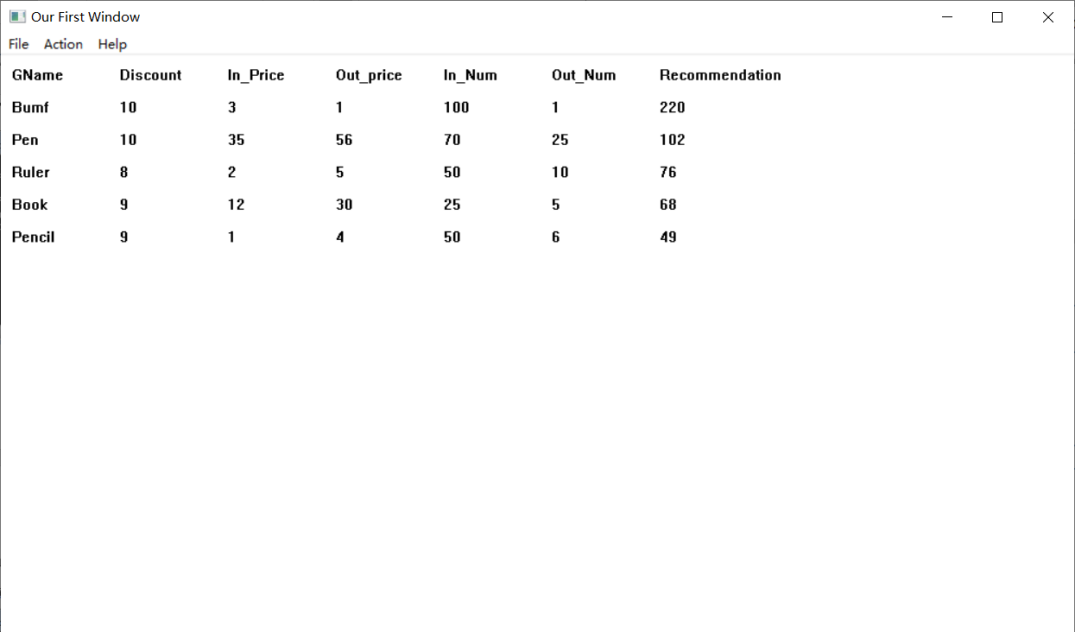 Our First Window
File Action Help
GName Discount In_Price Out_price In_Num Out_Num Recommendation
Bumf 10 3 1 100 1 220
Pen 10 35 56 70 25 102
Ruler 8 2 5 50 10 76
Book 9 12 30 25 5 68
Pencil 9 1 4 50 6 49